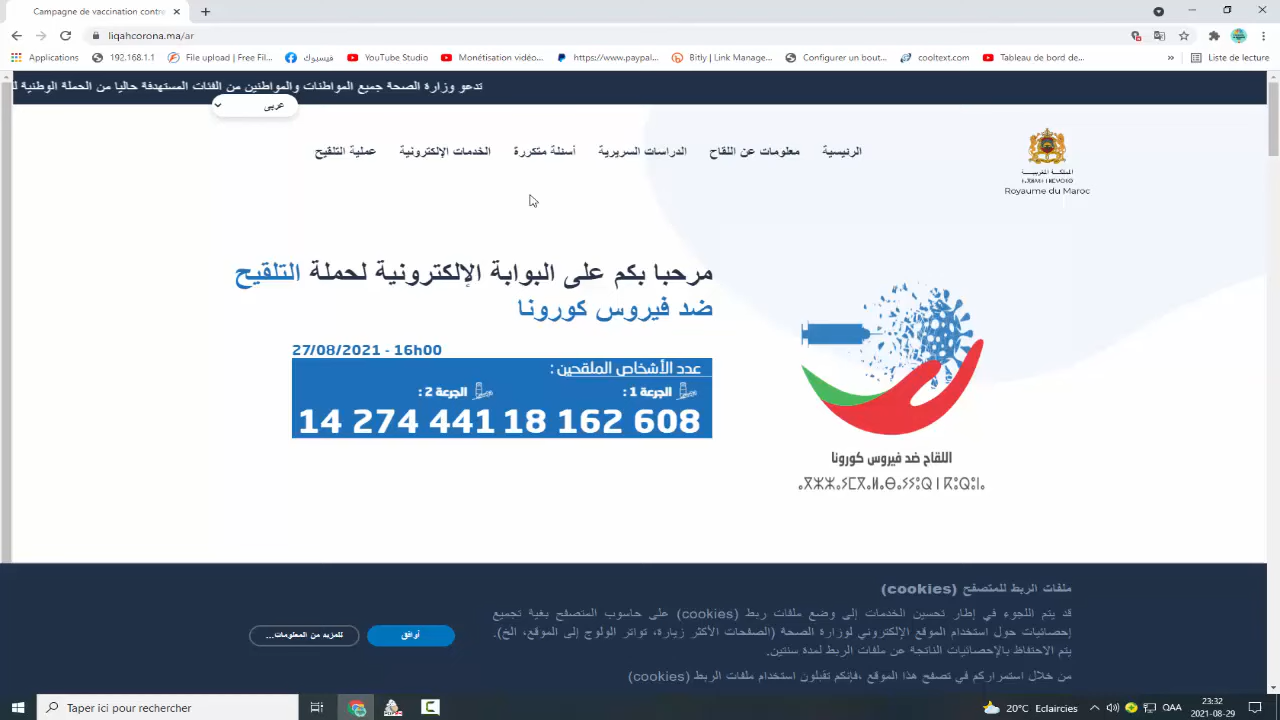 Campagne de vaccination contre
liqahcorona.ma/ar
Applications
192.168.1.1
File upload | Free Fil...
فيسبوك
YouTube Studio
Monétisation vidéo...
https://www.paypal...
Bitly | Link Manage...
Configurer un bout...
cooltext.com
Tableau de bord de...
»
Liste de lecture
تدعو وزارة الصحة جميع المواطنات والمواطنين من الفئات المستهدفة حاليا من الحملة الوطنية ل
عربى
الرئيسية
معلومات عن اللقاح
الدراسات السريرية
أسئلة متكررة
الخدمات الإلكترونية
عملية التلقيح
المملكة المغربية
Royaume du Maroc
مرحبا بكم على البوابة الإلكترونية لحملة التلقيح
ضد فيروس كورونا
27/08/2021 - 16h00
عدد الأشخاص الملقحين :
الجرعة 1 :
الجرعة 2 :
14 274 441 18 162 608
اللقاح ضد فيروس كورونا
ملفات الربط للمتصفح (cookies)
قد يتم اللجوء في إطار تحسين الخدمات إلى وضع ملفات ربط (cookies) على حاسوب المتصفح بغية تجميع
إحصائيات حول استخدام الموقع الإلكتروني لوزارة الصحة (الصفحات الأكثر زيارة، تواتر الولوج إلى الموقع، الخ).
يتم الاحتفاظ بالإحصائيات الناتجة عن ملفات الربط لمدة سنتين.
من خلال استمراركم في تصفح هذا الموقع ،فإنكم تقبلون استخدام ملفات الربط (cookies)
أوافق
للمزيد من المعلومات...
Taper ici pour rechercher
20°C Eclaircies
QAA
23:32
2021-08-29